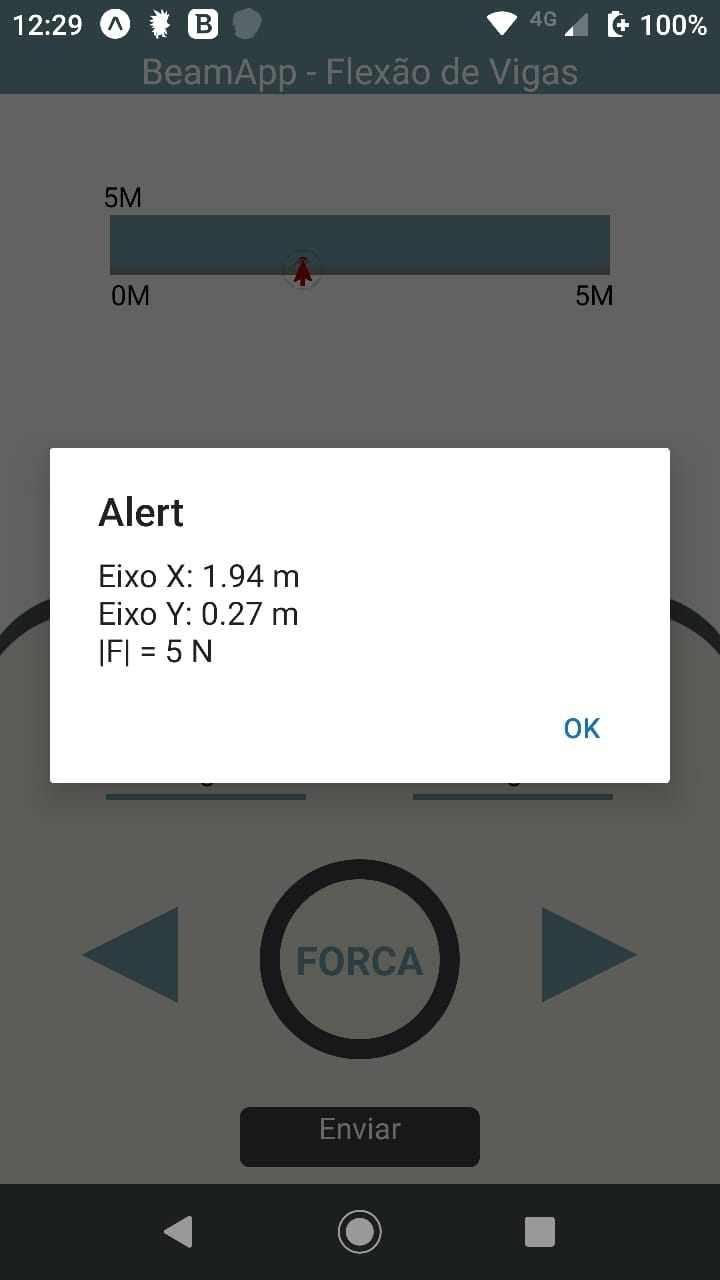 12:29 B 4G 100%
BeamApp - Flexão de Vigas
5M
0M 5M
Alert
Eixo X: 1.94 m
Eixo Y: 0.27 m
|F| = 5 N
OK
FORCA
Enviar